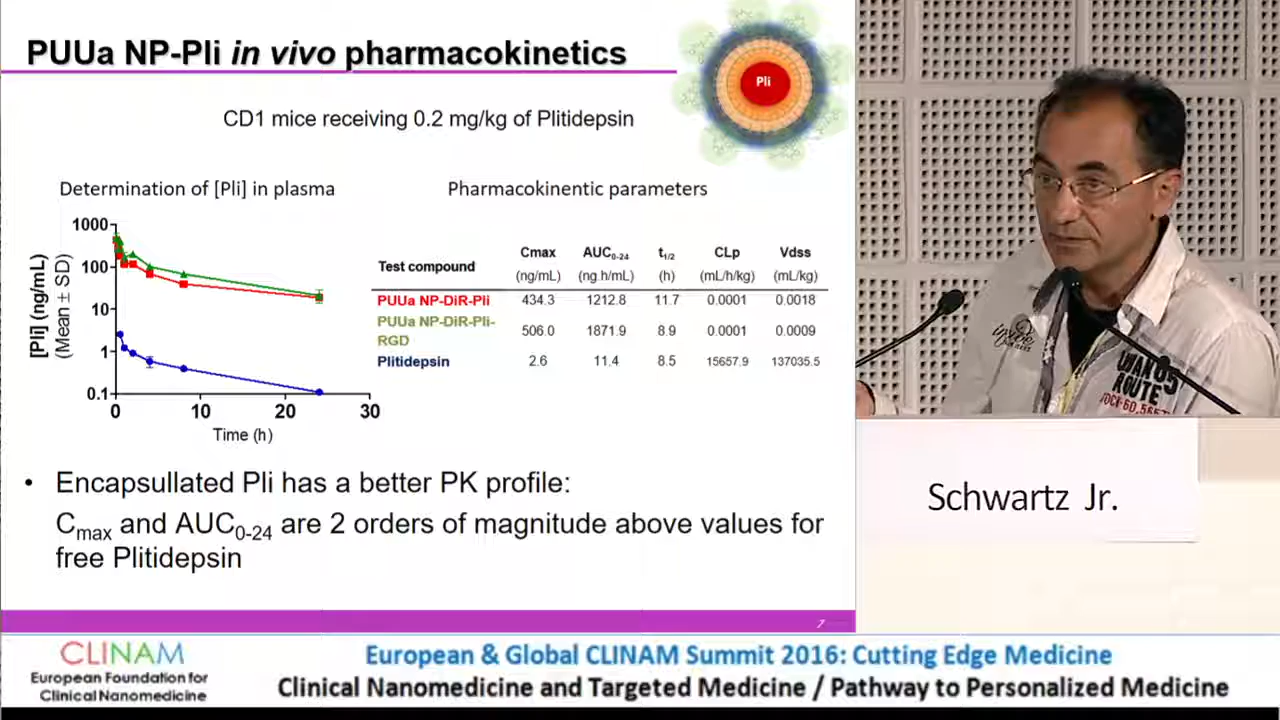 PUUa NP-Pli in vivo pharmacokinetics
Pli
CD1 mice receiving 0.2 mg/kg of Plitidepsin
Determination of [Pli] in plasma
Pharmacokinentic parameters
[Pli] (ng/mL)
(Mean ± SD)
1000
100
10
1
0.1
0 10 20 30
Time (h)
Test compound Cmax (ng/mL) AUC0-24 (ng.h/mL) t1/2 (h) CLp (mL/h/kg) Vdss (mL/kg)
PUUa NP-DiR-Pli 434.3 1212.8 11.7 0.0001 0.0018
PUUa NP-DiR-Pli-
RGD 506.0 1871.9 8.9 0.0001 0.0009
Plitidepsin 2.6 11.4 8.5 15657.9 137035.5
• Encapsullated Pli has a better PK profile:
Cmax and AUC0-24 are 2 orders of magnitude above values for
free Plitidepsin
7
ROUTE
Schwartz Jr.
CLINAM
European Foundation for
Clinical Nanomedicine
European & Global CLINAM Summit 2016: Cutting Edge Medicine
Clinical Nanomedicine and Targeted Medicine / Pathway to Personalized Medicine